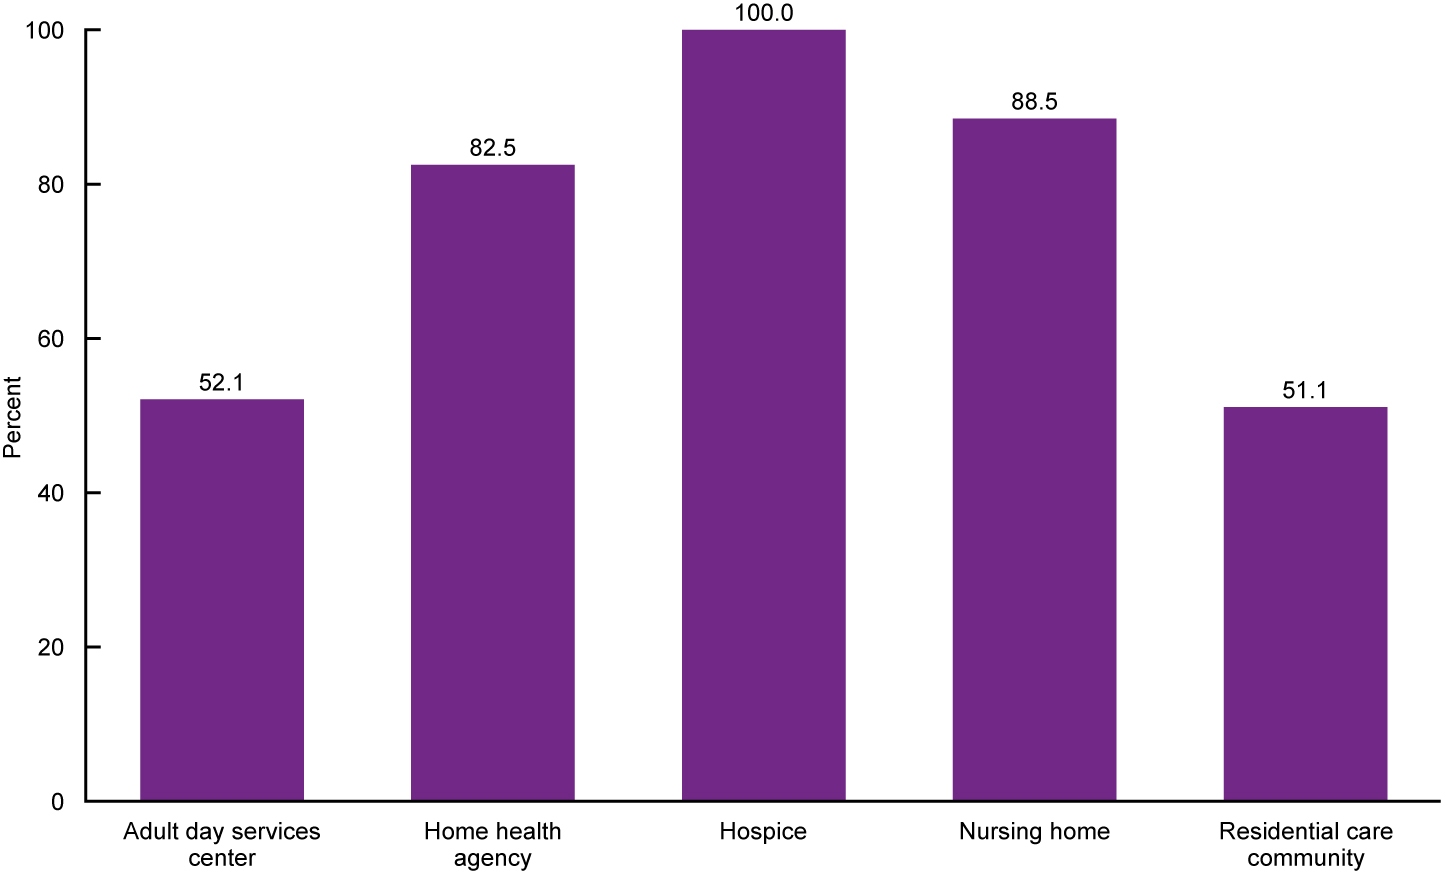 Percent
100
80
60
40
20
0
52.1
82.5
100.0
88.5
51.1
Adult day services
center
Home health
agency
Hospice
Nursing home
Residential care
community